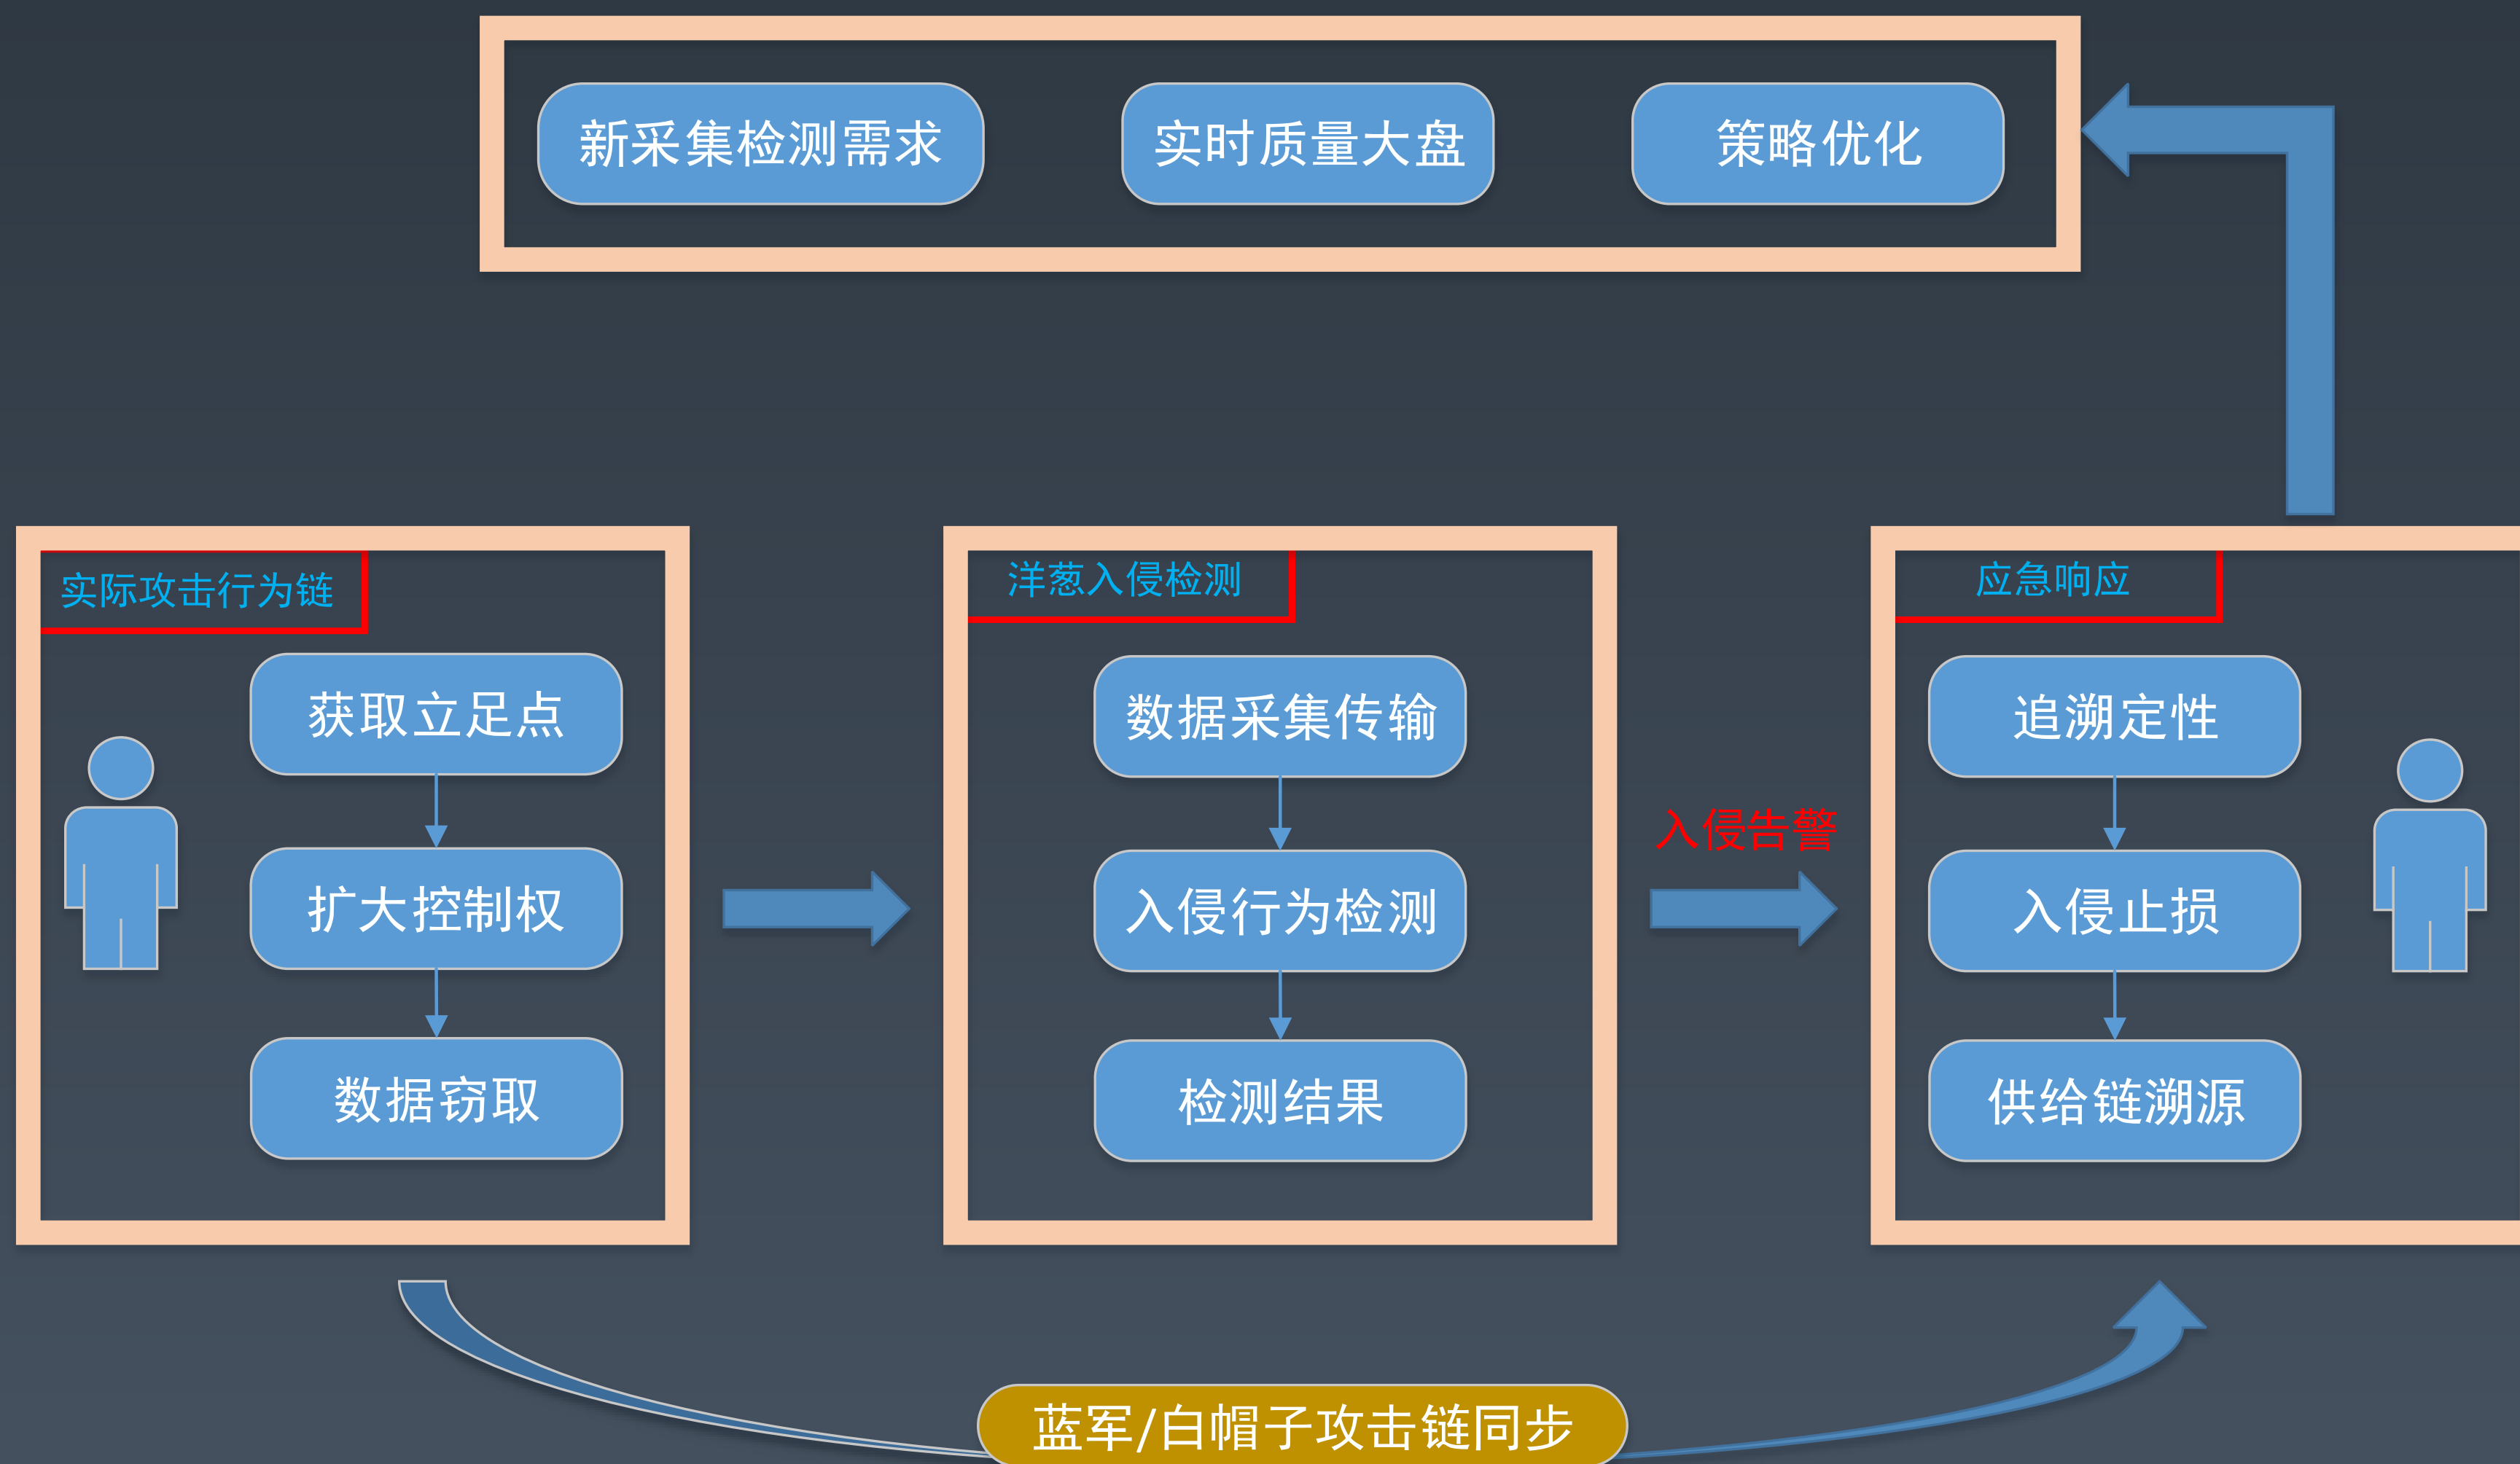 新采集检测需求
实时质量大盘
策略优化
实际攻击行为链
获取立足点
扩大控制权
数据窃取
洋葱入侵检测
数据采集传输
入侵行为检测
检测结果
入侵告警
应急响应
追溯定性
入侵止损
供给链溯源
蓝军/白帽子攻击链同步